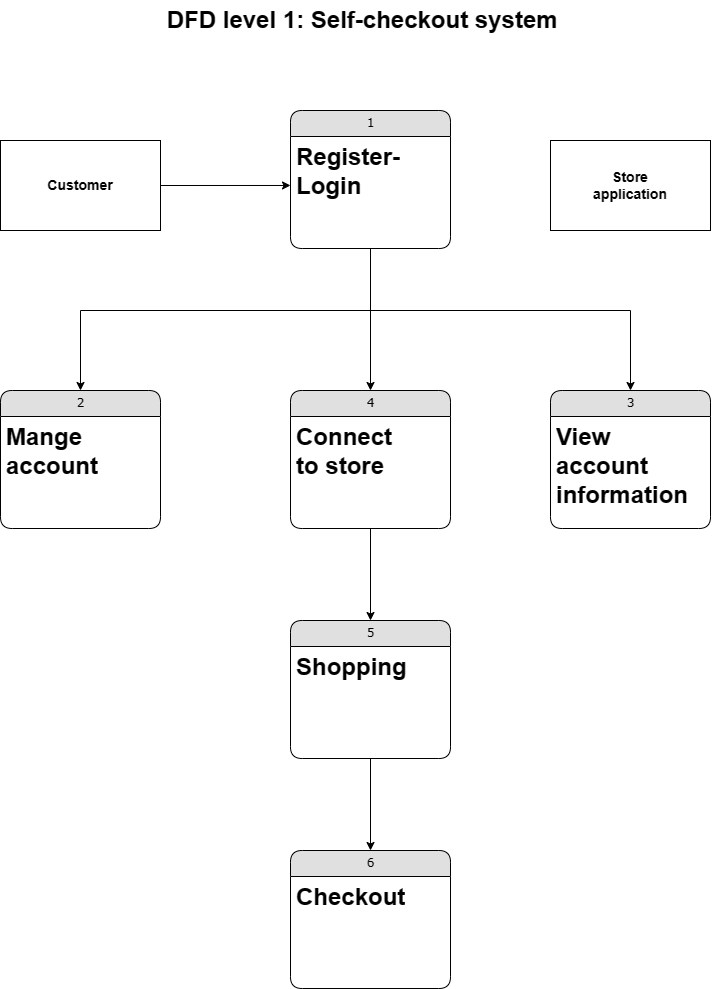 DFD level 1: Self-checkout system
1
Register-
Login
Customer
Store
application
2
Mange
account
4
Connect
to store
3
View
account
information
5
Shopping
6
Checkout